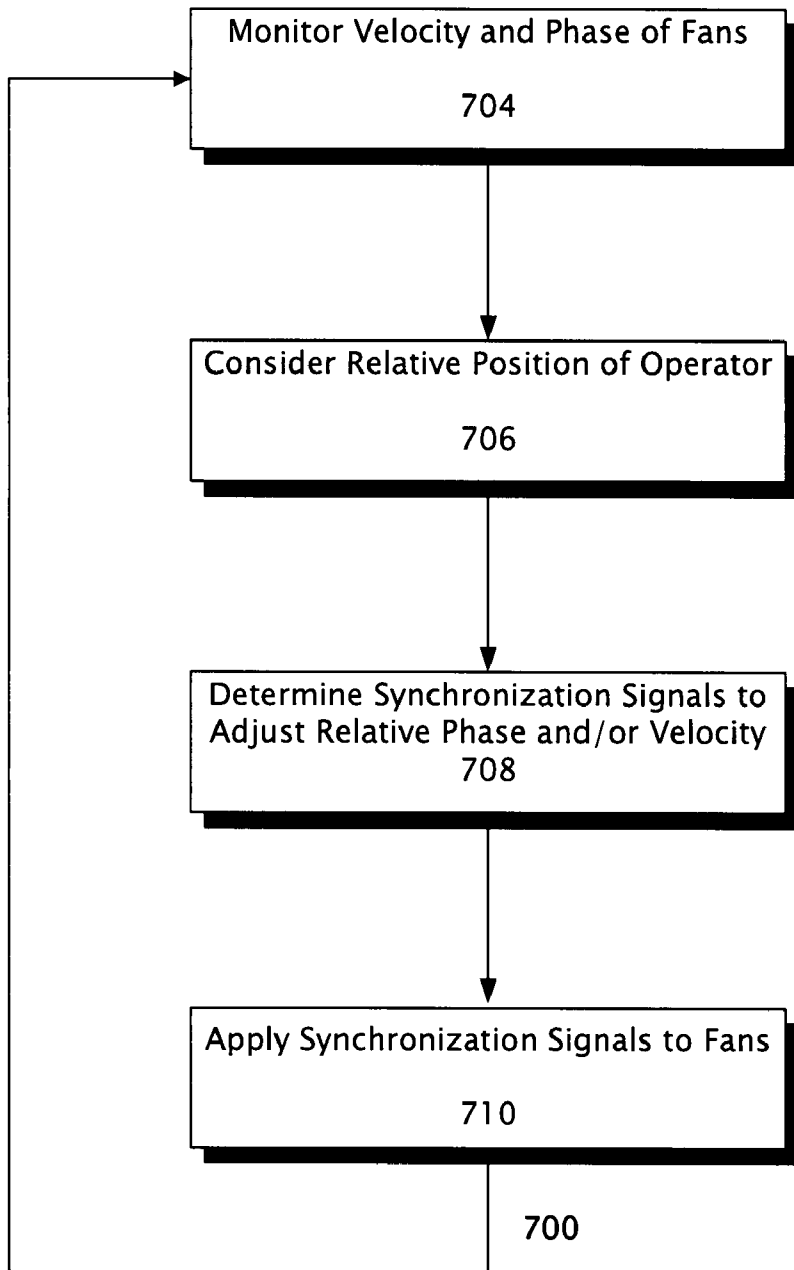 Monitor Velocity and Phase of Fans
704
Consider Relative Position of Operator
706
Determine Synchronization Signals to
Adjust Relative Phase and/or Velocity
708
Apply Synchronization Signals to Fans
710
700